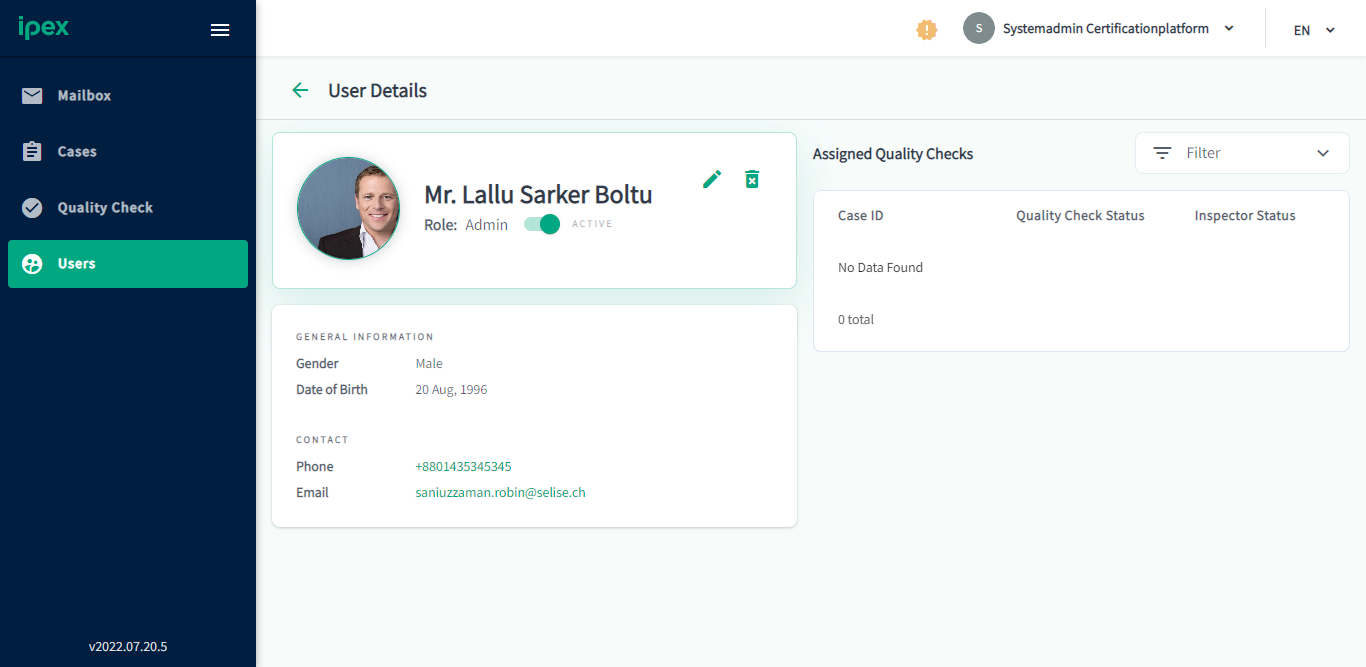 ipex
S
Systemadmin Certificationplatform
EN
Mailbox
Cases
Quality Check
Users
v2022.07.20.5
User Details
Mr. Lallu Sarker Boltu
Role: Admin ACTIVE
GENERAL INFORMATION
Gender Male
Date of Birth 20 Aug, 1996
CONTACT
Phone +8801435345345
Email saniuzzaman.robin@selise.ch
Assigned Quality Checks
Filter
Case ID Quality Check Status Inspector Status
No Data Found
0 total